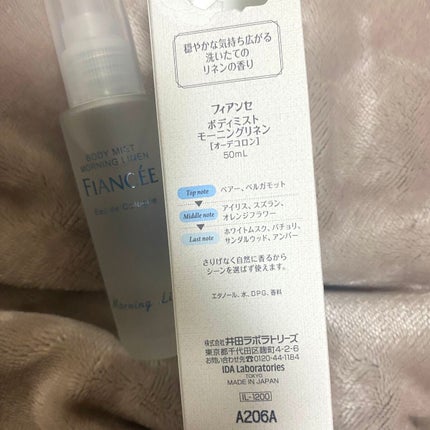 BODY MIST
MORNING LINEN
FIANCÉE
Eau de Cologne
Morning Li
穏やかな気持ち広がる
洗いたての
リネンの香り
フィアンセ
ボディミスト
モーニングリネン
[オーデコロン]
50mL
Top note ペアー、ベルガモット
Middle note アイリス、スズラン、
オレンジフラワー
Last note ホワイトムスク、パチョリ、
サンダルウッド、アンバー
さりげなく自然に香るから
シーンを選ばず使えます。
エタノール、水、DPG、香料
株式会社 井田ラボラトリーズ
東京都千代田区麹町4-2-6
お問い合わせ先☎0120-44-1184
IDA Laboratories
TOKYO
MADE IN JAPAN
IL-1200
A206A